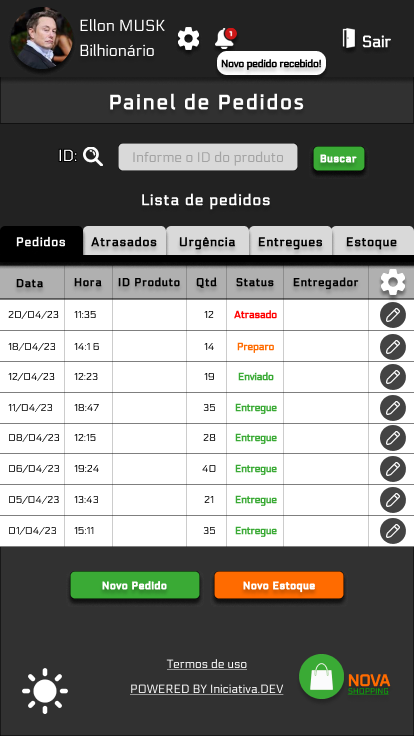 Ellon MUSK
Bilhionário
1
Novo pedido recebido!
Sair
Painel de Pedidos
ID: Informe o ID do produto Buscar
Lista de pedidos
Pedidos Atrasados Urgência Entregues Estoque
Data Hora ID Produto Qtd Status Entregador
20/04/23 11:35 12 Atrasado
18/04/23 14:1 6 14 Preparo
12/04/23 12:23 19 Enviado
11/04/23 18:47 35 Entregue
08/04/23 12:15 28 Entregue
06/04/23 19:24 40 Entregue
05/04/23 13:43 21 Entregue
01/04/23 15:11 35 Entregue
Novo Pedido Novo Estoque
Termos de uso
POWERED BY Iniciativa.DEV
NOVA
SHOPPING